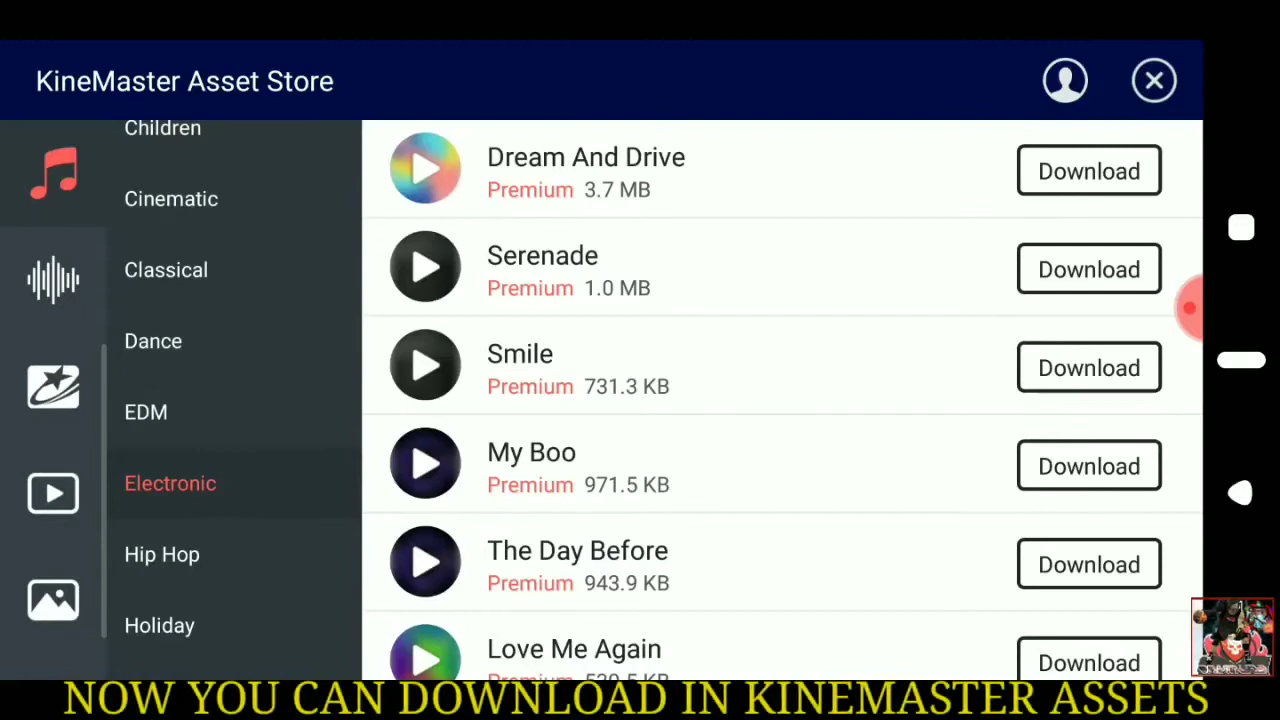 KineMaster Asset Store
Children
Cinematic
Classical
Dance
EDM
Electronic
Hip Hop
Holiday
Dream And Drive
Premium 3.7 MB
Download
Serenade
Premium 1.0 MB
Download
Smile
Premium 731.3 KB
Download
My Boo
Premium 971.5 KB
Download
The Day Before
Premium 943.9 KB
Download
Love Me Again
Download
NOW YOU CAN DOWNLOAD IN KINEMASTER ASSETS